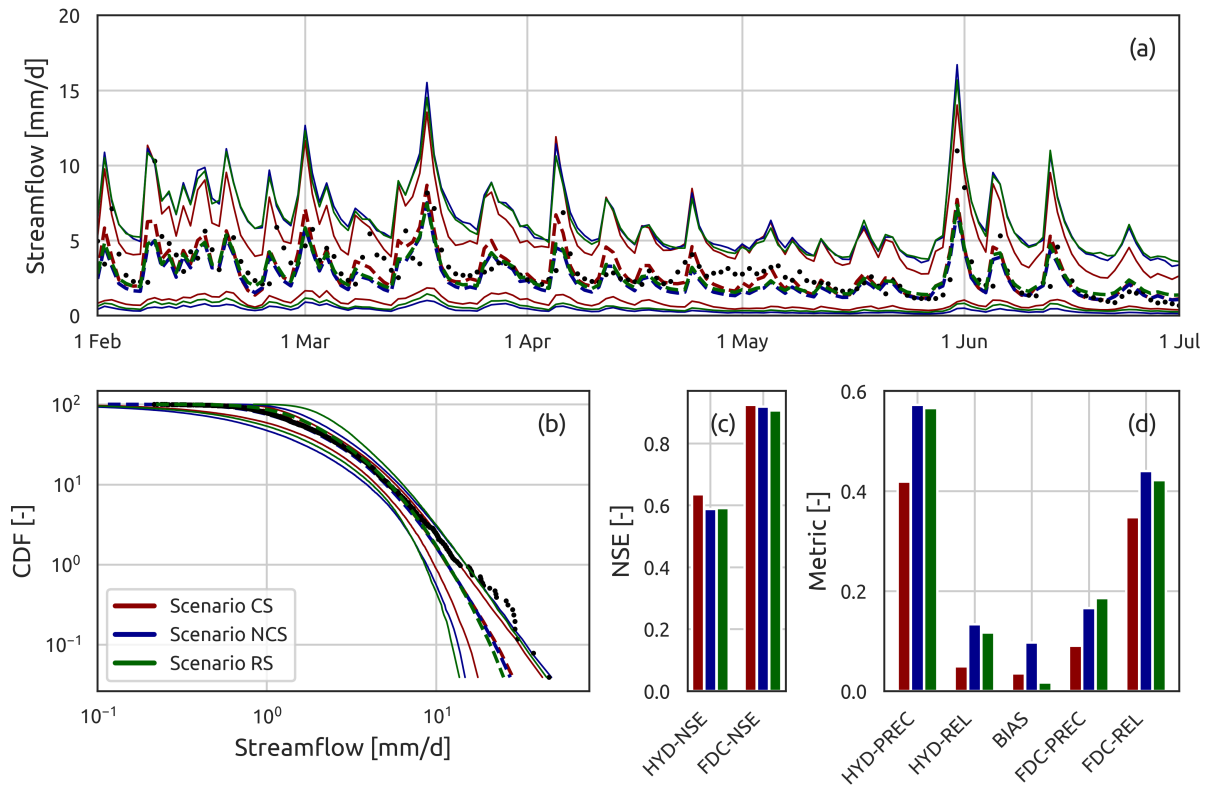 20
15
10
5
0
Streamflow [mm/d]
(a)
1 Feb
1 Mar
1 Apr
1 May
1 Jun
1 Jul
10²
10¹
10⁰
10⁻¹
CDF [-]
(b)
Scenario CS
Scenario NCS
Scenario RS
10⁻¹
10⁰
10¹
Streamflow [mm/d]
0.8
0.6
0.4
0.2
0.0
NSE [-]
(c)
HYD-NSE
FDC-NSE
0.6
0.4
0.2
0.0
Metric [-]
(d)
HYD-PREC
HYD-REL
BIAS
FDC-PREC
FDC-REL